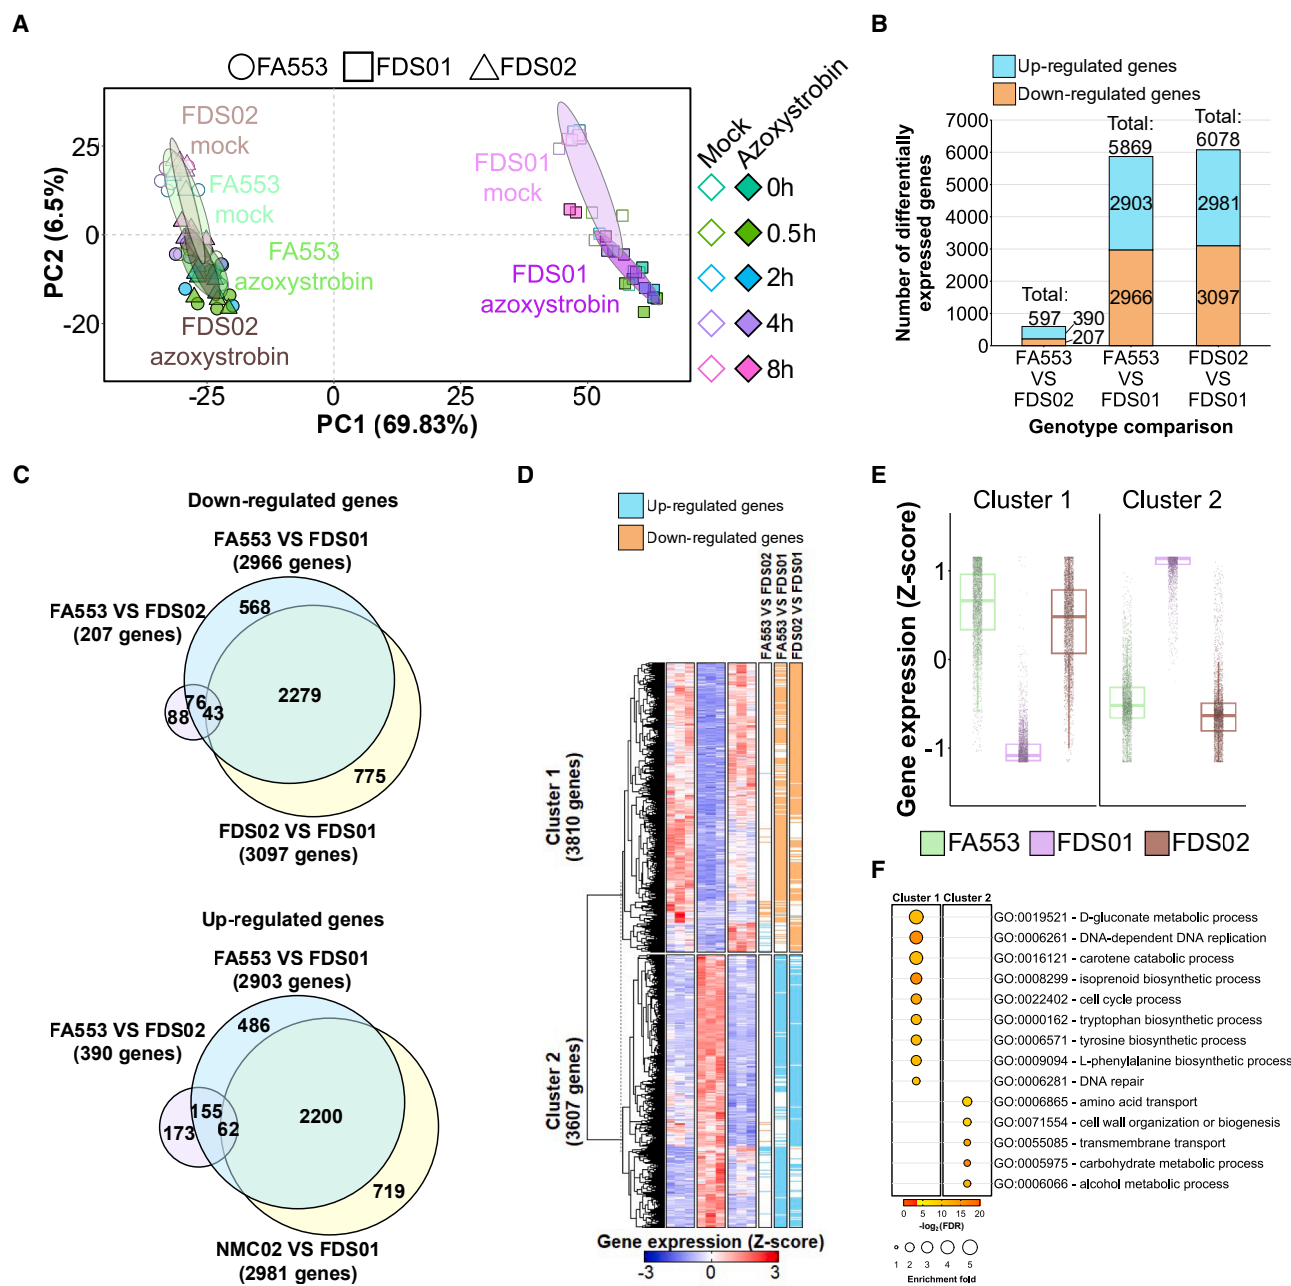 A
FA553 FDS01 FDS02
FDS02
mock
FA553
mock
FA553
azoxystrobin
FDS02
azoxystrobin
FDS01
mock
FDS01
azoxystrobin
25
0
-20
-25 0 25 50
PC2 (6.5%)
PC1 (69.83%)
Mock Azoxystrobin
0h
0.5h
2h
4h
8h
B
Up-regulated genes
Down-regulated genes
Number of differentially
expressed genes
7000
6000
5000
4000
3000
2000
1000
0
Total:
597
390
207
Total:
5869
2903
2966
Total:
6078
2981
3097
FA553
VS
FDS02
FA553
VS
FDS01
FDS02
VS
FDS01
Genotype comparison
C
Down-regulated genes
FA553 VS FDS01
(2966 genes)
FA553 VS FDS02
(207 genes)
568
76
88
43
2279
775
FDS02 VS FDS01
(3097 genes)
Up-regulated genes
FA553 VS FDS01
(2903 genes)
FA553 VS FDS02
(390 genes)
486
155
173
62
2200
719
NMC02 VS FDS01
(2981 genes)
D
Up-regulated genes
Down-regulated genes
FA553 VS FDS02
FA553 VS FDS01
FDS02 VS FDS01
Cluster 1
(3810 genes)
Cluster 2
(3607 genes)
Gene expression (Z-score)
-3 0 3
E
Cluster 1 Cluster 2
Gene expression (Z-score)
1
0
-1
FA553 FDS01 FDS02
F
Cluster 1 Cluster 2
GO:0019521 - D-gluconate metabolic process
GO:0006261 - DNA-dependent DNA replication
GO:0016121 - carotene catabolic process
GO:0008299 - isoprenoid biosynthetic process
GO:0022402 - cell cycle process
GO:0000162 - tryptophan biosynthetic process
GO:0006571 - tyrosine biosynthetic process
GO:0009094 - L-phenylalanine biosynthetic process
GO:0006281 - DNA repair
GO:0006865 - amino acid transport
GO:0071554 - cell wall organization or biogenesis
GO:0055085 - transmembrane transport
GO:0005975 - carbohydrate metabolic process
GO:0006066 - alcohol metabolic process
0 5 10 15 20
-log₂(FDR)
1 2 3 4 5
Enrichment fold